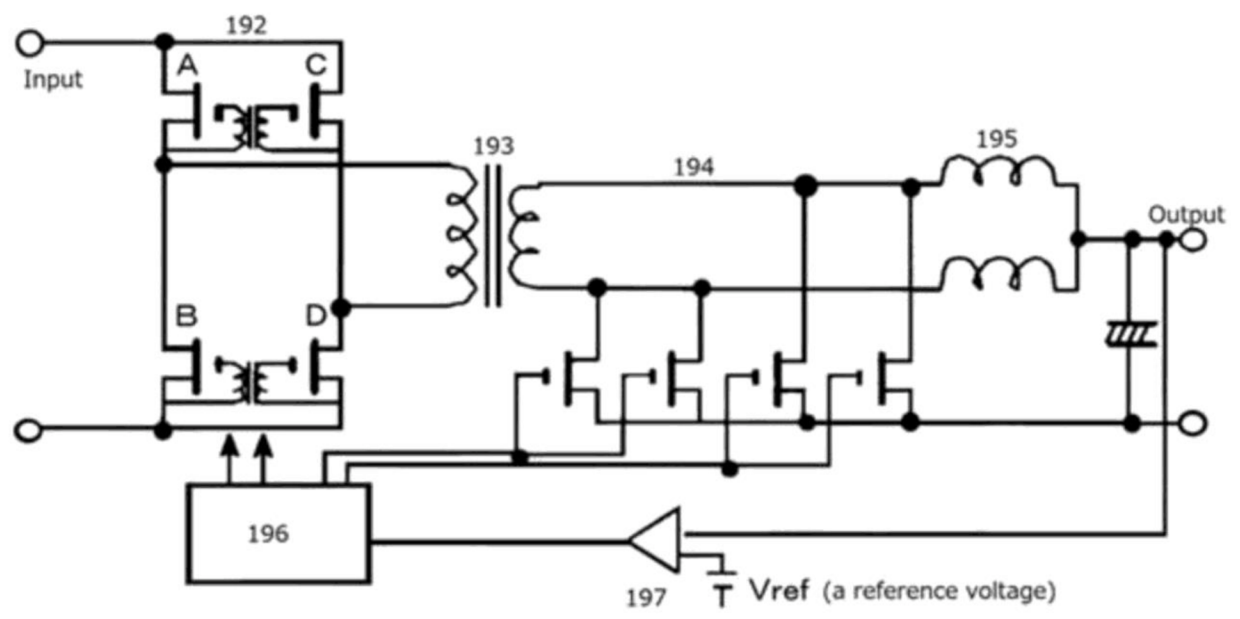 192
Input
A
C
193
194
195
Output
B
D
196
197
Vref (a reference voltage)